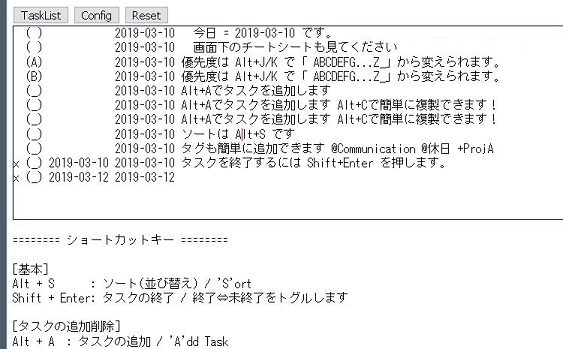 TaskList Config Reset
( ) 2019-03-10 今日 = 2019-03-10 です。
( ) 2019-03-10 画面下のチートシートも見てください
(A) 2019-03-10 優先度は Alt+J/K で「 ABCDEFG...Z_」から変えられます。
(B) 2019-03-10 優先度は Alt+J/K で「 ABCDEFG...Z_」から変えられます。
(_) 2019-03-10 Alt+Aでタスクを追加します
(_) 2019-03-10 Alt+Aでタスクを追加します Alt+Cで簡単に複製できます！
(_) 2019-03-10 Alt+Aでタスクを追加します Alt+Cで簡単に複製できます！
(_) 2019-03-10 ソートは Alt+S です
(_) 2019-03-10 タグも簡単に追加できます @Communication @休日 +ProjA
x (_) 2019-03-10 2019-03-10 タスクを終了するには Shift+Enter を押します。
x (_) 2019-03-12 2019-03-12
======== ショートカットキー ========
[基本]
Alt + S : ソート(並び替え) / 'S'ort
Shift + Enter: タスクの終了 / 終了⇔未終了をトグルします
[タスクの追加削除]
Alt + A : タスクの追加 / 'A'dd Task